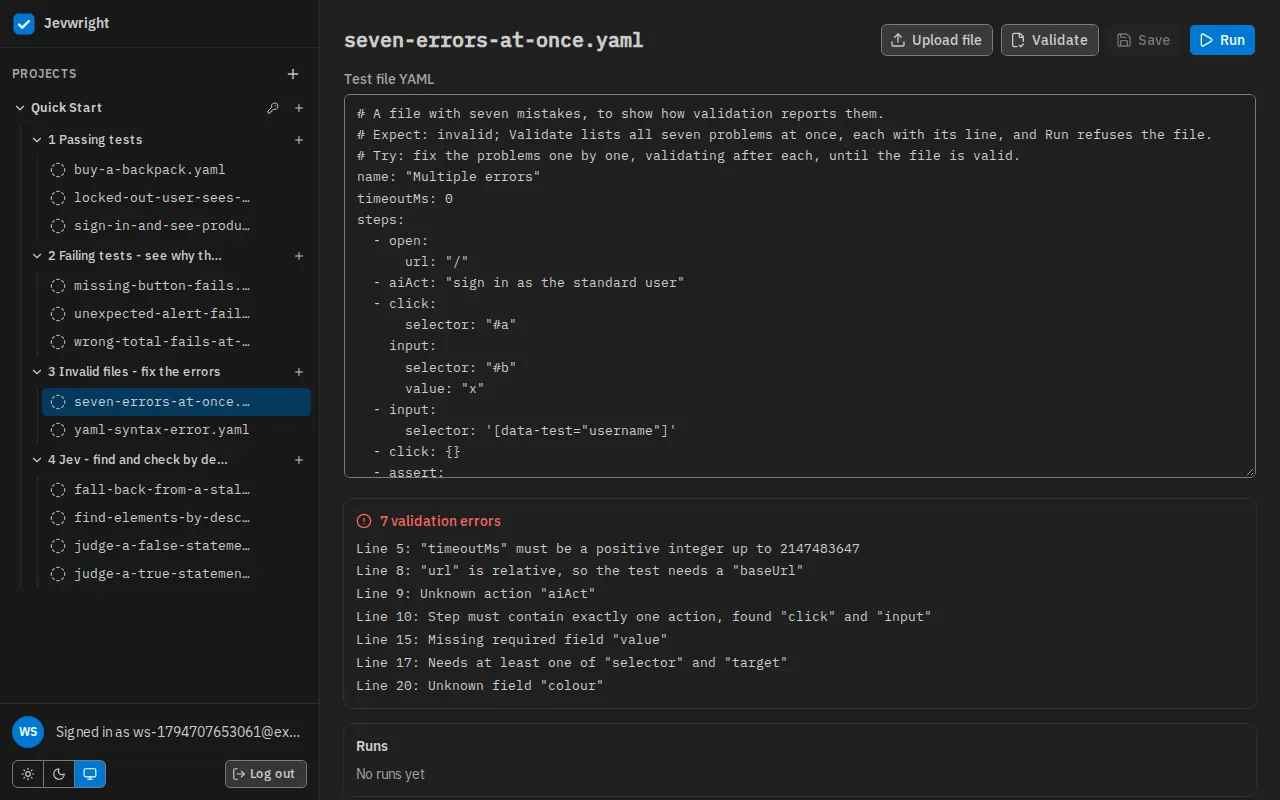 Jevwright
PROJECTS
Quick Start
1 Passing tests
buy-a-backpack.yaml
locked-out-user-sees-…
sign-in-and-see-produ…
2 Failing tests - see why th…
missing-button-fails.…
unexpected-alert-fail…
wrong-total-fails-at-…
3 Invalid files - fix the errors
seven-errors-at-once.…
yaml-syntax-error.yaml
4 Jev - find and check by de…
fall-back-from-a-stal…
find-elements-by-desc…
judge-a-false-stateme…
judge-a-true-statemen…
WS
Signed in as ws-1794707653061@ex…
Log out
seven-errors-at-once.yaml
Upload file
Validate
Save
Run
Test file YAML
# A file with seven mistakes, to show how validation reports them.
# Expect: invalid; Validate lists all seven problems at once, each with its line, and Run refuses the file.
# Try: fix the problems one by one, validating after each, until the file is valid.
name: "Multiple errors"
timeoutMs: 0
steps:
  - open:
      url: "/"
  - aiAct: "sign in as the standard user"
  - click:
      selector: "#a"
    input:
      selector: "#b"
      value: "x"
  - input:
      selector: '[data-test="username"]'
  - click: {}
  - assert:
7 validation errors
Line 5: "timeoutMs" must be a positive integer up to 2147483647
Line 8: "url" is relative, so the test needs a "baseUrl"
Line 9: Unknown action "aiAct"
Line 10: Step must contain exactly one action, found "click" and "input"
Line 15: Missing required field "value"
Line 17: Needs at least one of "selector" and "target"
Line 20: Unknown field "colour"
Runs
No runs yet